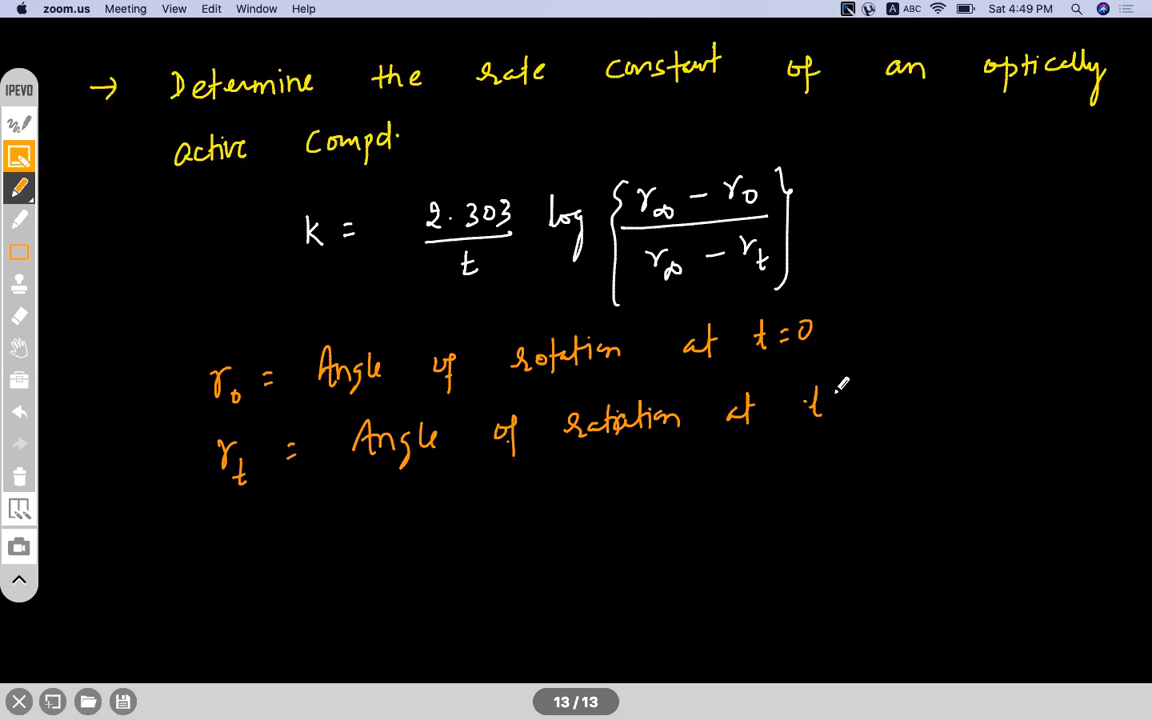 zoom.us Meeting View Edit Window Help A ABC Sat 4:49 PM
IPEVO
→ Determine the rate constant of an optically
active Compd.
k = 2.303/t log { r∞ - r0 / r∞ - rt }
r0 = Angle of rotation at t=0
rt = Angle of rotation at t
13/13